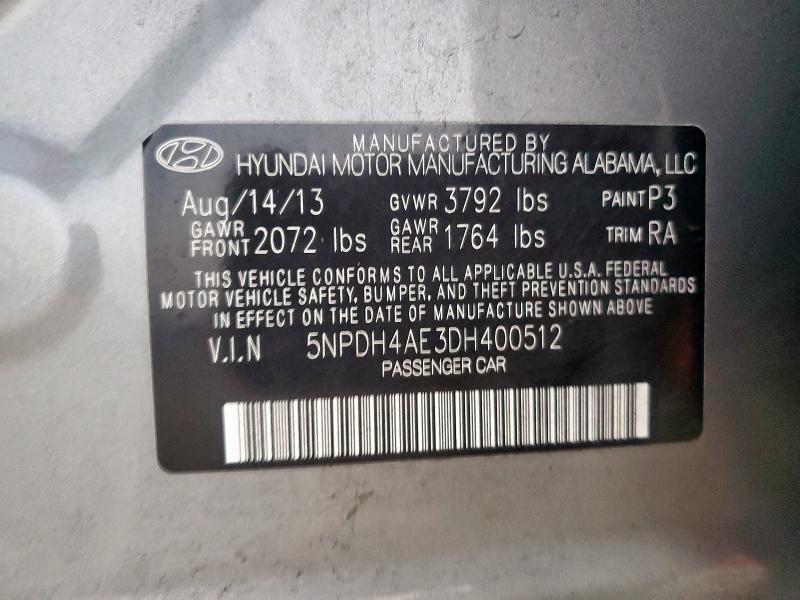 MANUFACTURED BY
HYUNDAI MOTOR MANUFACTURING ALABAMA, LLC
Aug/14/13 GVWR 3792 lbs PAINT P3
GAWR FRONT 2072 lbs GAWR REAR 1764 lbs TRIM RA
THIS VEHICLE CONFORMS TO ALL APPLICABLE U.S.A. FEDERAL
MOTOR VEHICLE SAFETY, BUMPER, AND THEFT PREVENTION STANDARDS
IN EFFECT ON THE DATE OF MANUFACTURE SHOWN ABOVE
V.I.N 5NPDH4AE3DH400512
PASSENGER CAR